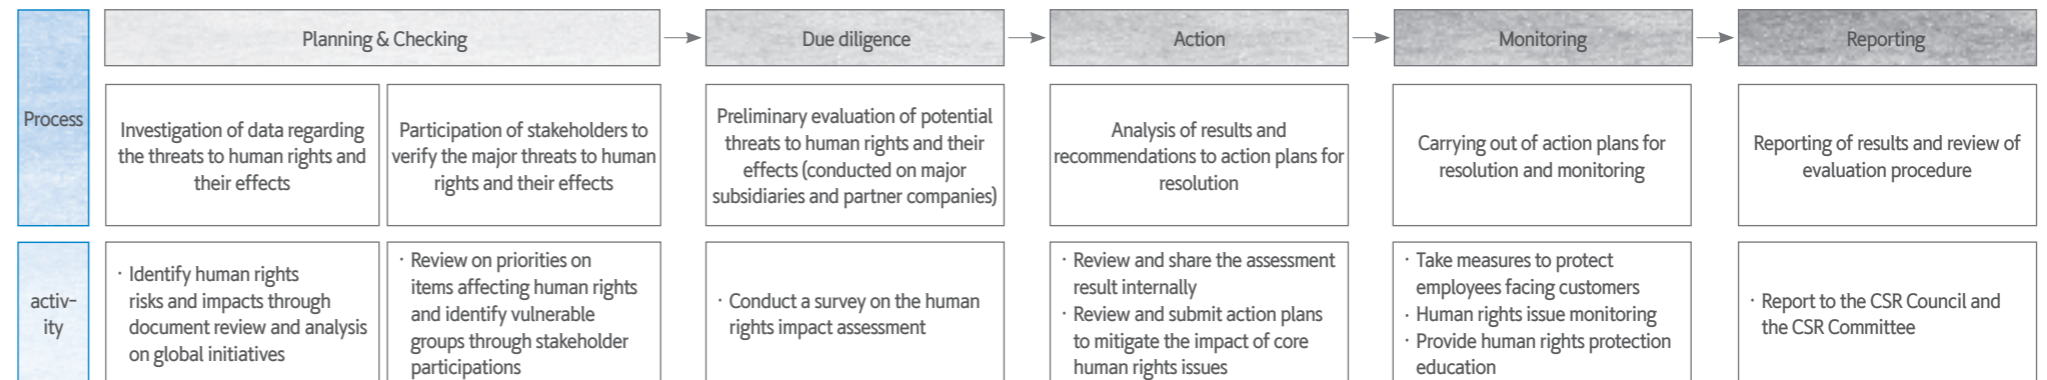 Planning & Checking
Due diligence
Action
Monitoring
Reporting
Process
Investigation of data regarding
the threats to human rights and
their effects
Participation of stakeholders to
verify the major threats to human
rights and their effects
Preliminary evaluation of potential
threats to human rights and their
effects (conducted on major
subsidiaries and partner companies)
Analysis of results and
recommendations to action plans for
resolution
Carrying out of action plans for
resolution and monitoring
Reporting of results and review of
evaluation procedure
activ-
ity
· Identify human rights
risks and impacts through
document review and analysis
on global initiatives
· Review on priorities on
items affecting human rights
and identify vulnerable
groups through stakeholder
participations
· Conduct a survey on the human
rights impact assessment
· Review and share the assessment
result internally
· Review and submit action plans
to mitigate the impact of core
human rights issues
· Take measures to protect
employees facing customers
· Human rights issue monitoring
· Provide human rights protection
education
· Report to the CSR Council and
the CSR Committee